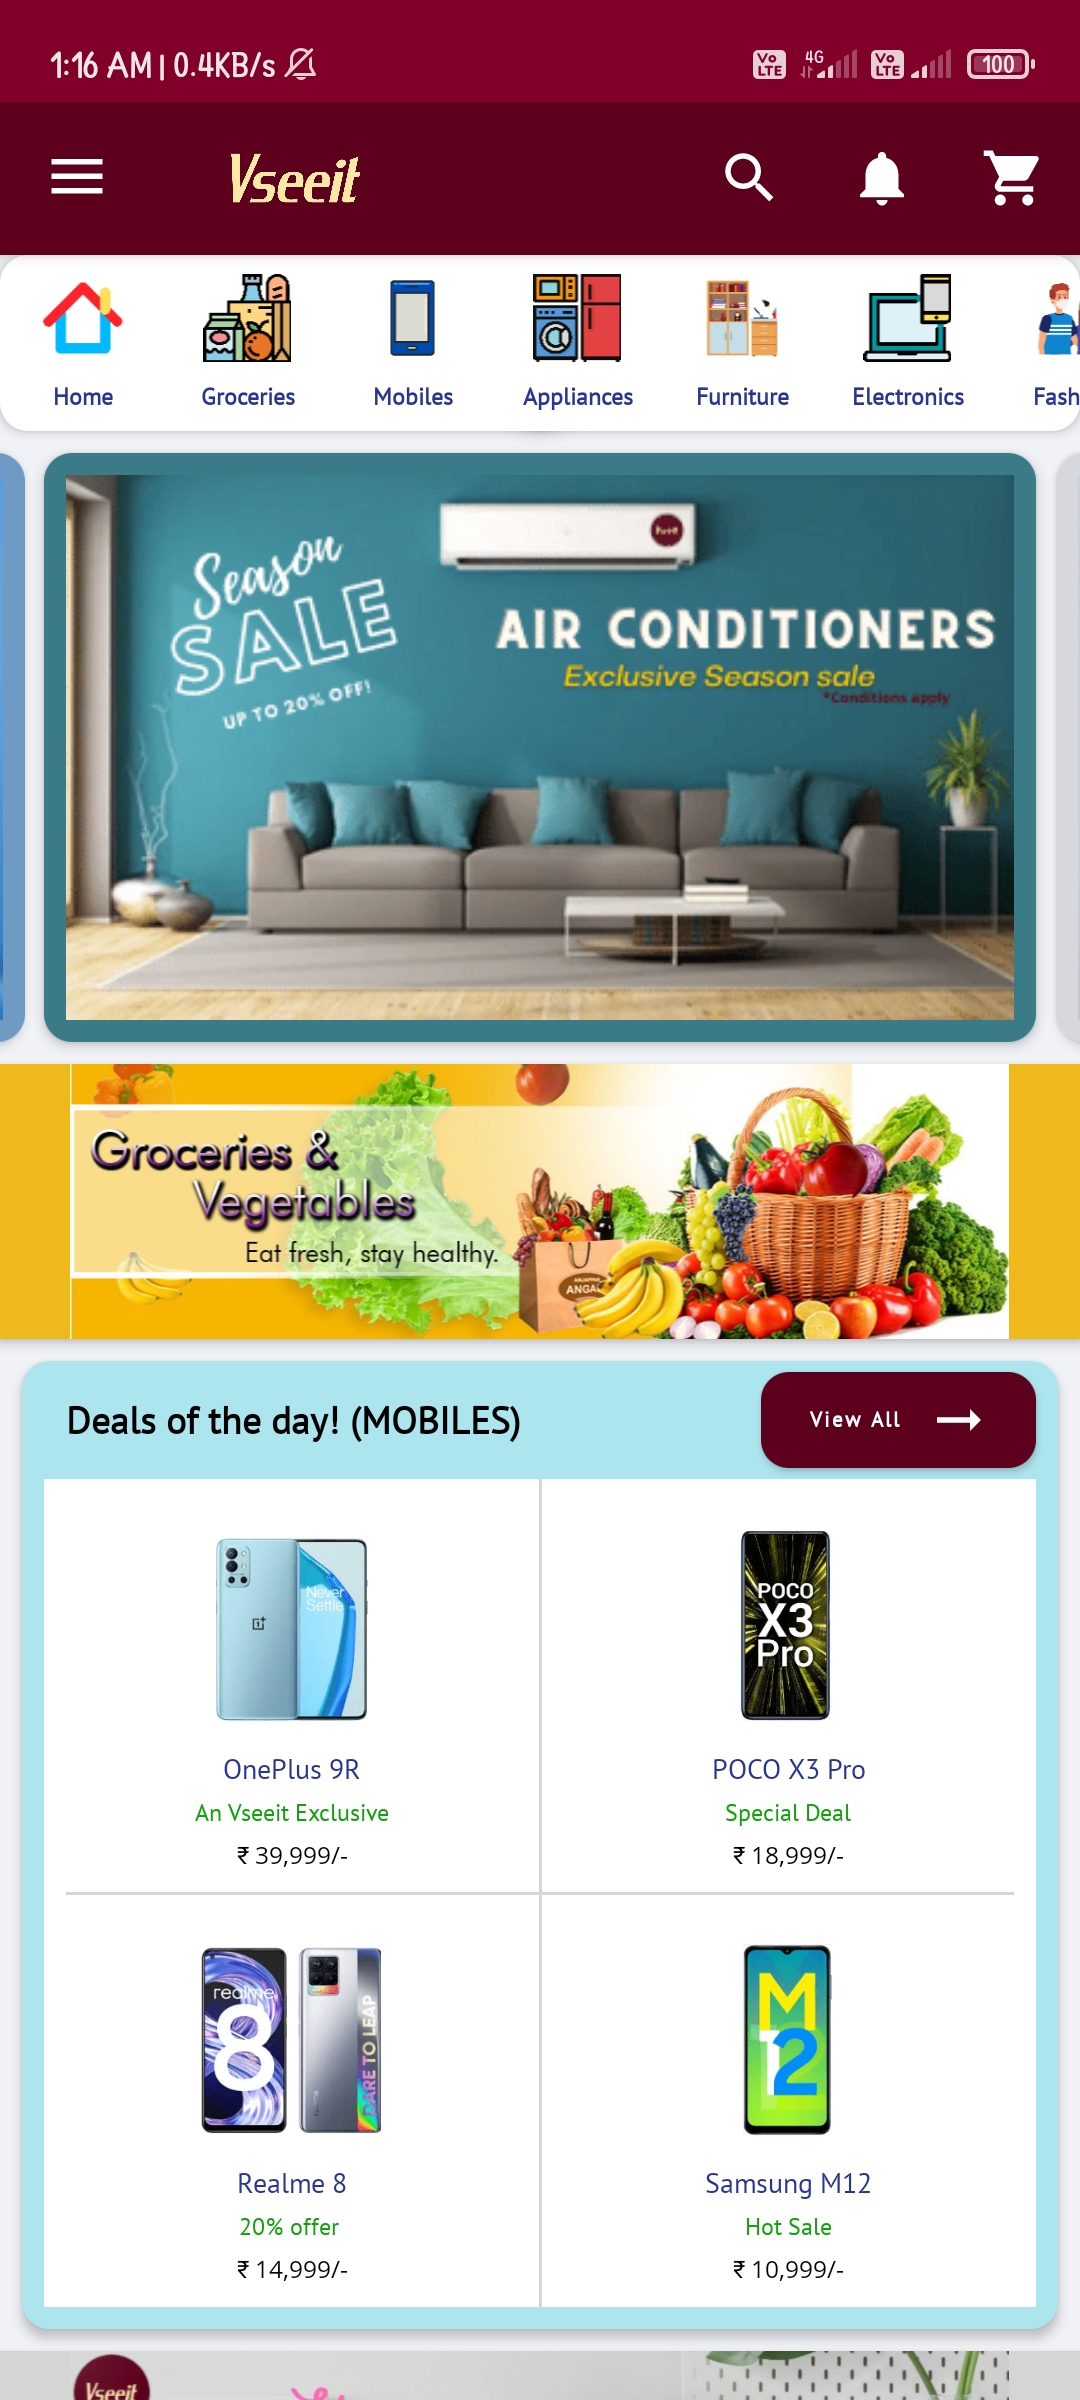 1:16 AM | 0.4KB/s
Vo LTE 4G Vo LTE 100
Vseeit
Home Groceries Mobiles Appliances Furniture Electronics Fash
Season
SALE
UP TO 20% OFF!
AIR CONDITIONERS
Exclusive Season sale
*Conditions apply
Groceries &
Vegetables
Eat fresh, stay healthy.
Deals of the day! (MOBILES)
View All
Never
Settle
POCO
X3
Pro
OnePlus 9R
POCO X3 Pro
An Vseeit Exclusive
Special Deal
₹ 39,999/-
₹ 18,999/-
realme
8
DARE TO LEAP
M
12
Realme 8
Samsung M12
20% offer
Hot Sale
₹ 14,999/-
₹ 10,999/-
Vseeit